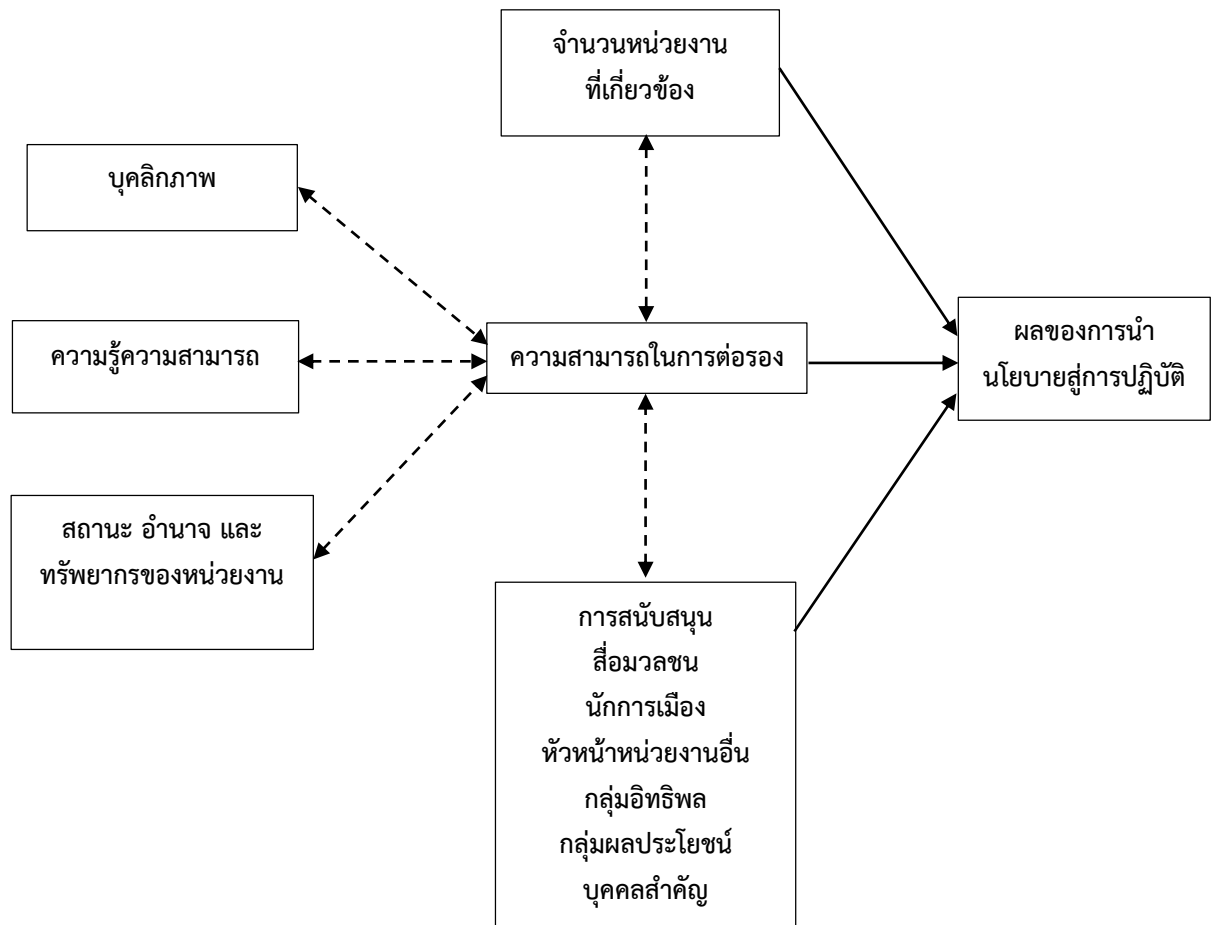 จำนวนหน่วยงาน
ที่เกี่ยวข้อง
บุคลิกภาพ
ความรู้ความสามารถ
ความสามารถในการต่อรอง
ผลของการนำ
นโยบายสู่การปฏิบัติ
สถานะ อำนาจ และ
ทรัพยากรของหน่วยงาน
การสนับสนุน
สื่อมวลชน
นักการเมือง
หัวหน้าหน่วยงานอื่น
กลุ่มอิทธิพล
กลุ่มผลประโยชน์
บุคคลสำคัญ